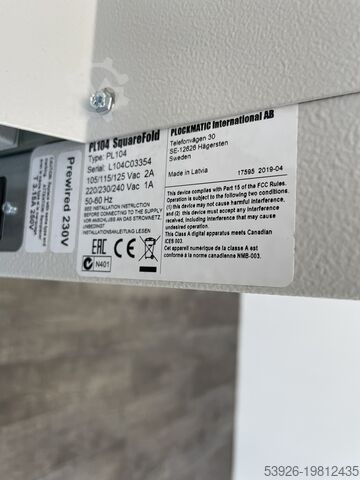 PL104 SquareFold
Type: PL104
Serial: L104C03354
105/115/125 Vac 2A
220/230/240 Vac 1A
50-60 Hz
SEE INSTALLATION INSTRUCTION
BEFORE CONNECTING TO THE SUPPLY
VOR ANSCHLUSS AN DAS STROMNETZ
INSTALLATIONSANLEITUNG LESEN
EAC
CE
N401
PLOCKMATIC International AB
Telefonvägen 30
SE-12626 Hägersten
Sweden
Made in Latvia 17595 2019-04
This device complies with Part 15 of the FCC Rules.
Operation is subject to the following two conditions:
(1) this device may not cause harmful interference,
and (2) this device must accept any interference
received, including interference that may cause
undesired operation.
This Class A digital apparatus meets Canadian
ICES 003.
Cet appareil numerique de la classe A est
conforme à la norme canadienne NMB-003.
Prewired 230V
T 3.15A 250V
53926-19812435